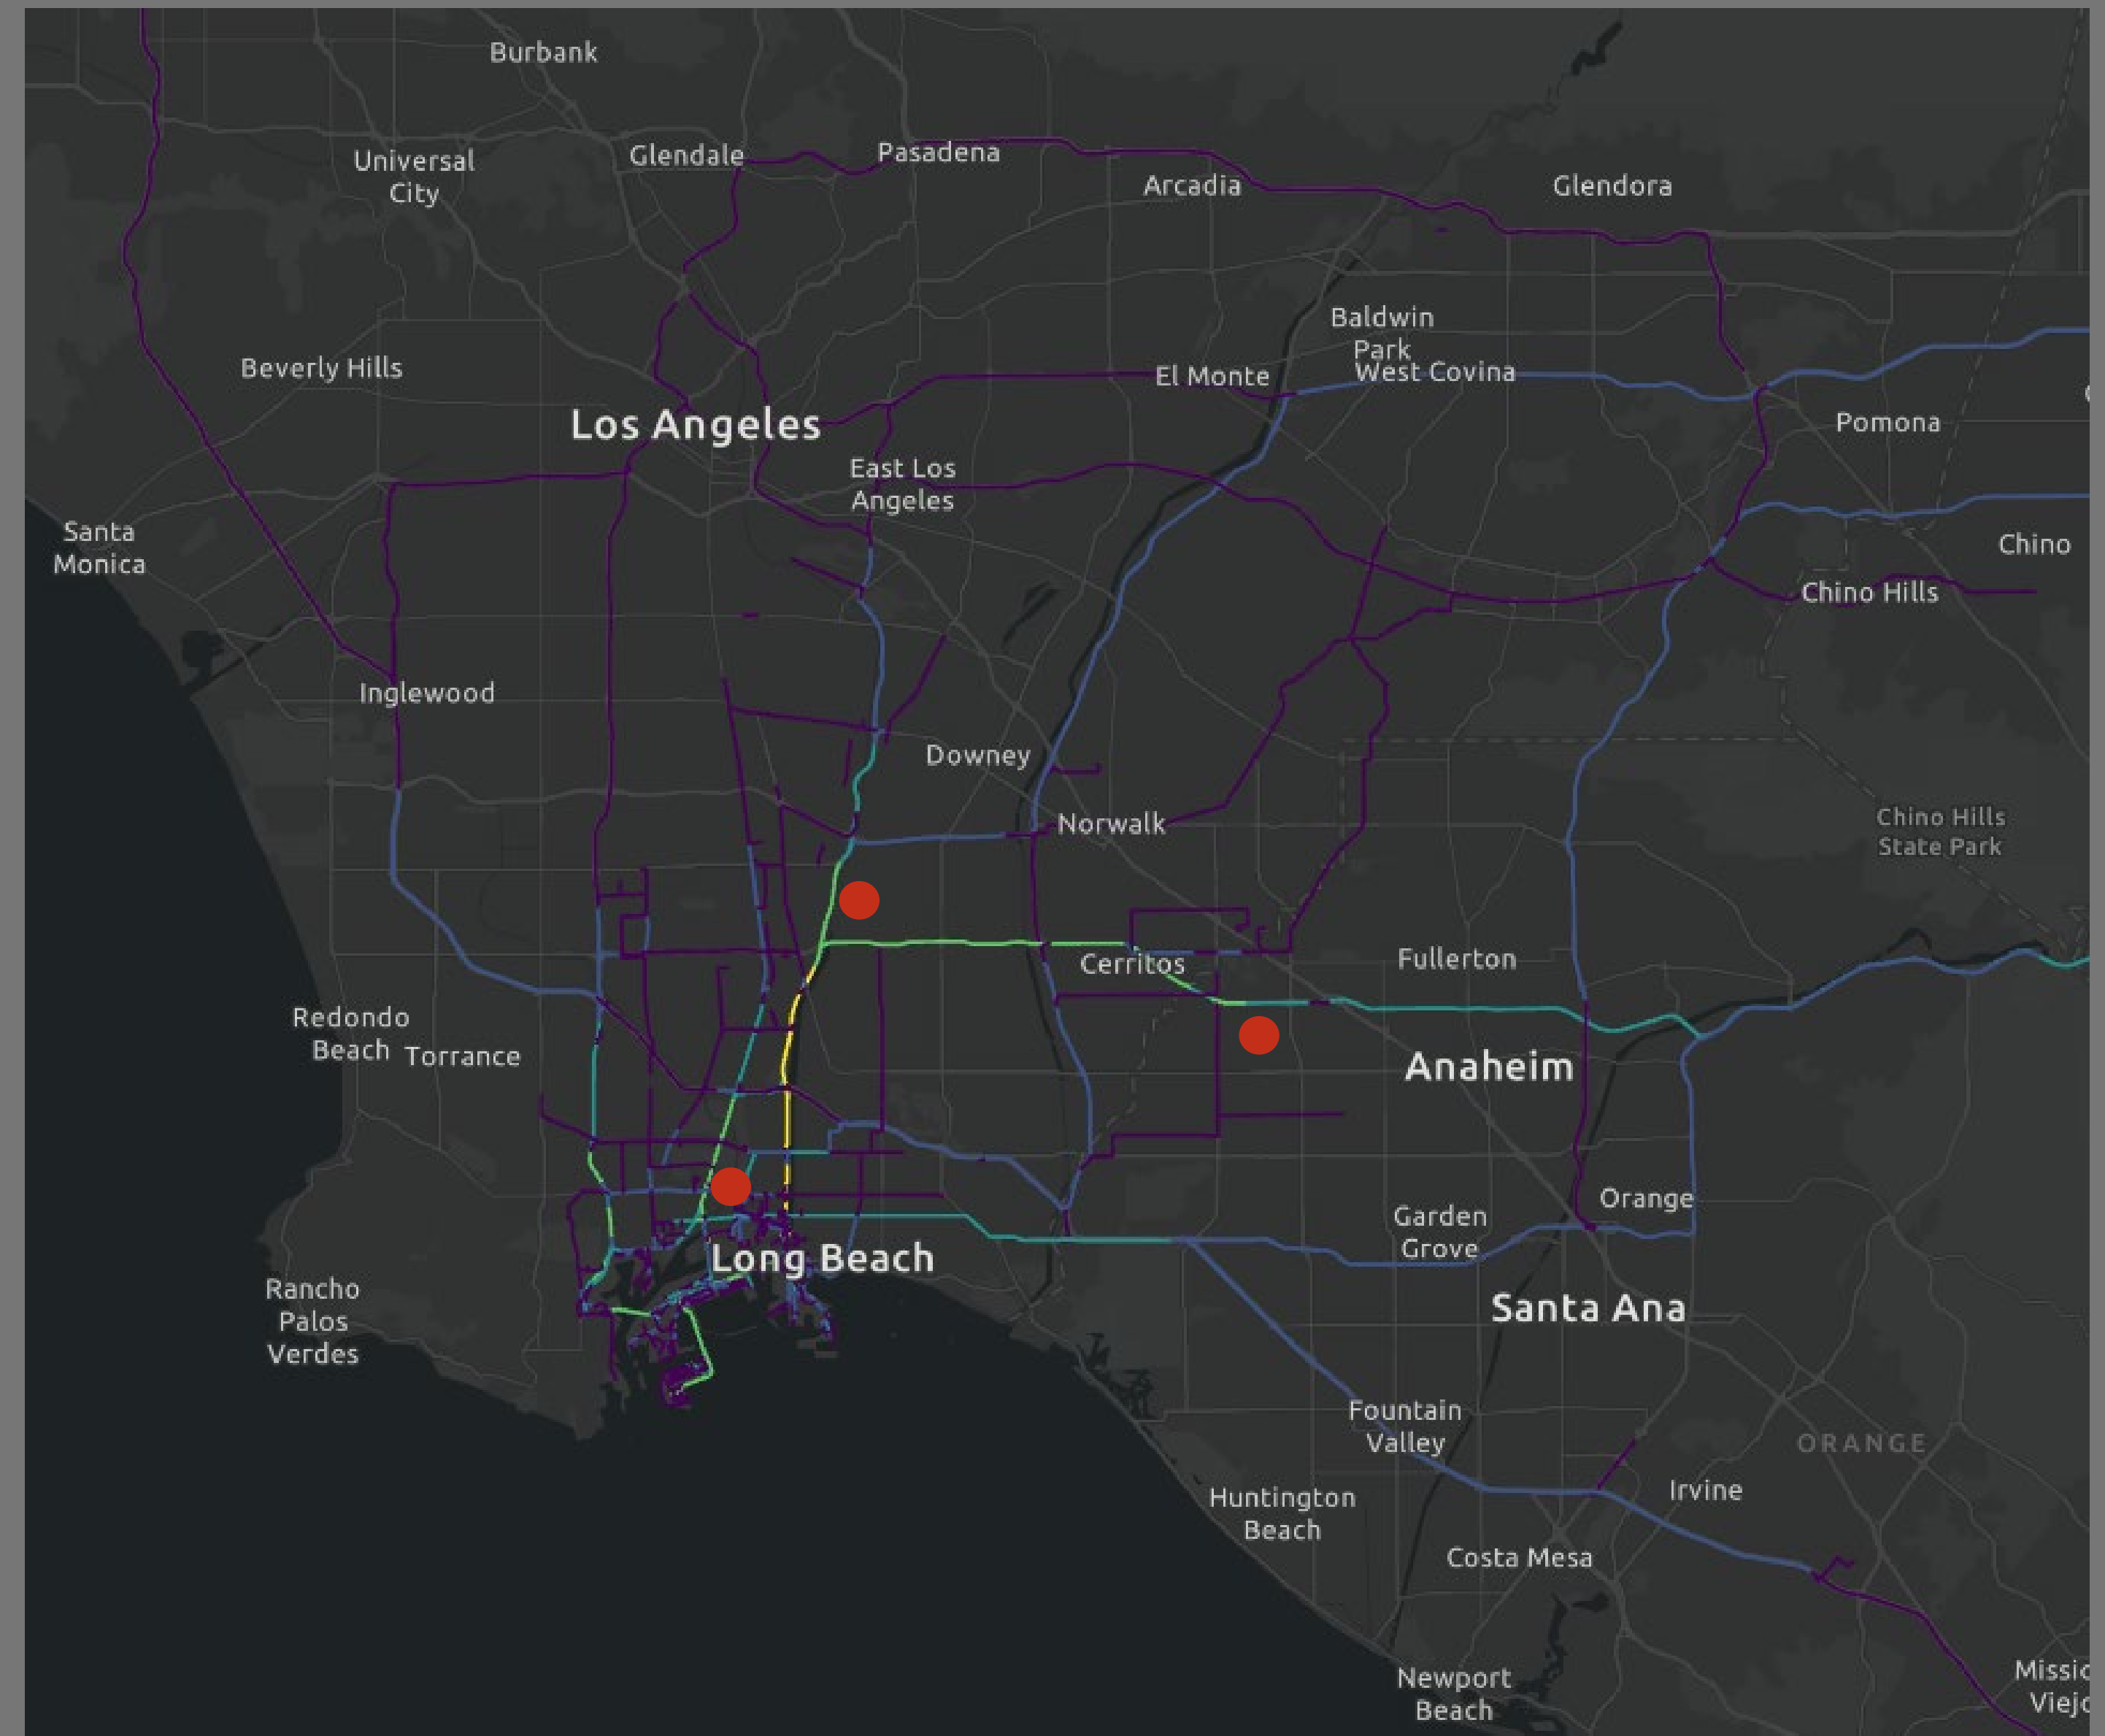 Burbank
Universal
City
Glendale
Pasadena
Arcadia
Glendora
Baldwin
Park
West Covina
El Monte
Beverly Hills
Los Angeles
Pomona
East Los
Angeles
Santa
Monica
Chino
Chino Hills
Inglewood
Downey
Norwalk
Chino Hills
State Park
Cerritos
Fullerton
Redondo
Beach
Torrance
Anaheim
Orange
Garden
Grove
Long Beach
Rancho
Palos
Verdes
Santa Ana
Fountain
Valley
ORANGE
Irvine
Huntington
Beach
Costa Mesa
Newport
Beach
Missic
Viejc